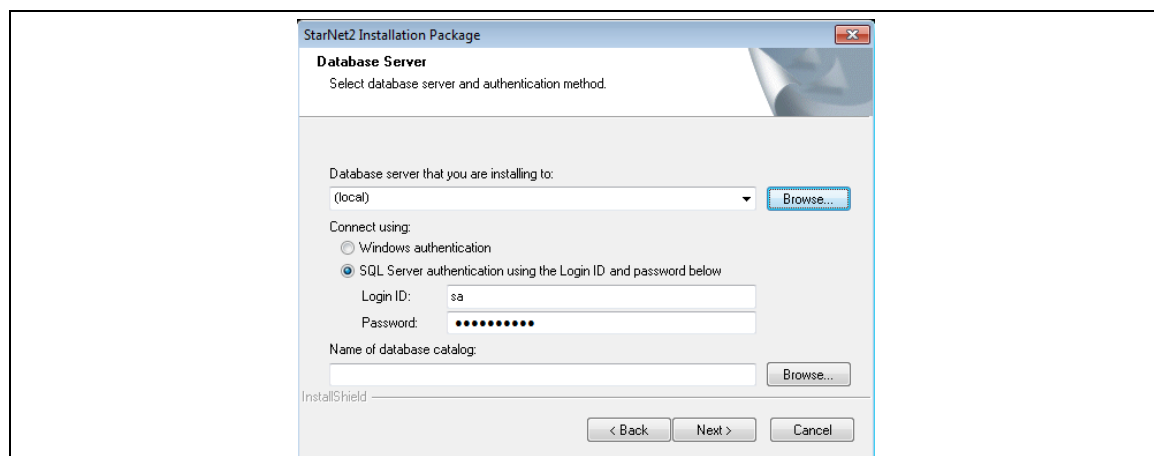 StarNet2 Installation Package
Database Server
Select database server and authentication method.
Database server that you are installing to:
(local)
Browse...
Connect using:
Windows authentication
SQL Server authentication using the Login ID and password below
Login ID:
sa
Password:
••••••••••
Name of database catalog:
Browse...
InstallShield
< Back
Next >
Cancel